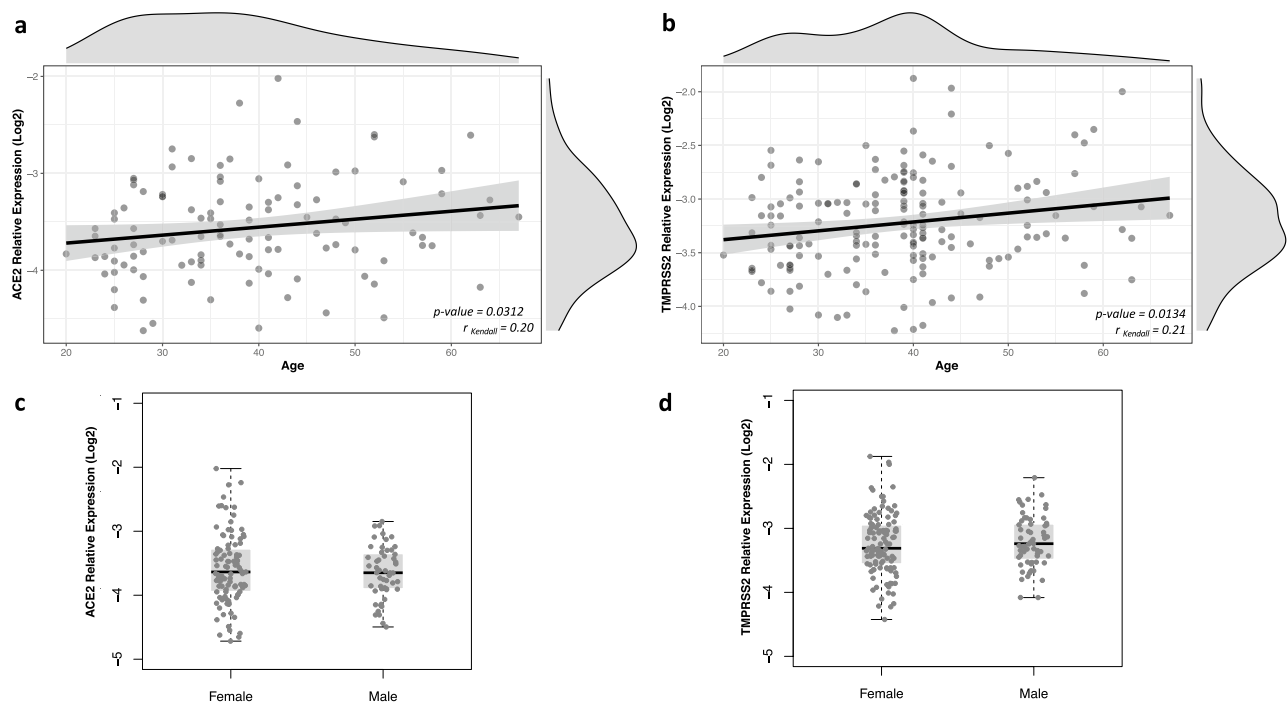 a
ACE2 Relative Expression (Log2)
−2
−3
−4
p-value = 0.0312
r Kendall = 0.20
20 30 40 50 60
Age
b
TMPRSS2 Relative Expression (Log2)
−2.0
−2.5
−3.0
−3.5
−4.0
p-value = 0.0134
r Kendall = 0.21
20 30 40 50 60
Age
c
ACE2 Relative Expression (Log2)
−1
−2
−3
−4
−5
Female Male
d
TMPRSS2 Relative Expression (Log2)
−1
−2
−3
−4
−5
Female Male